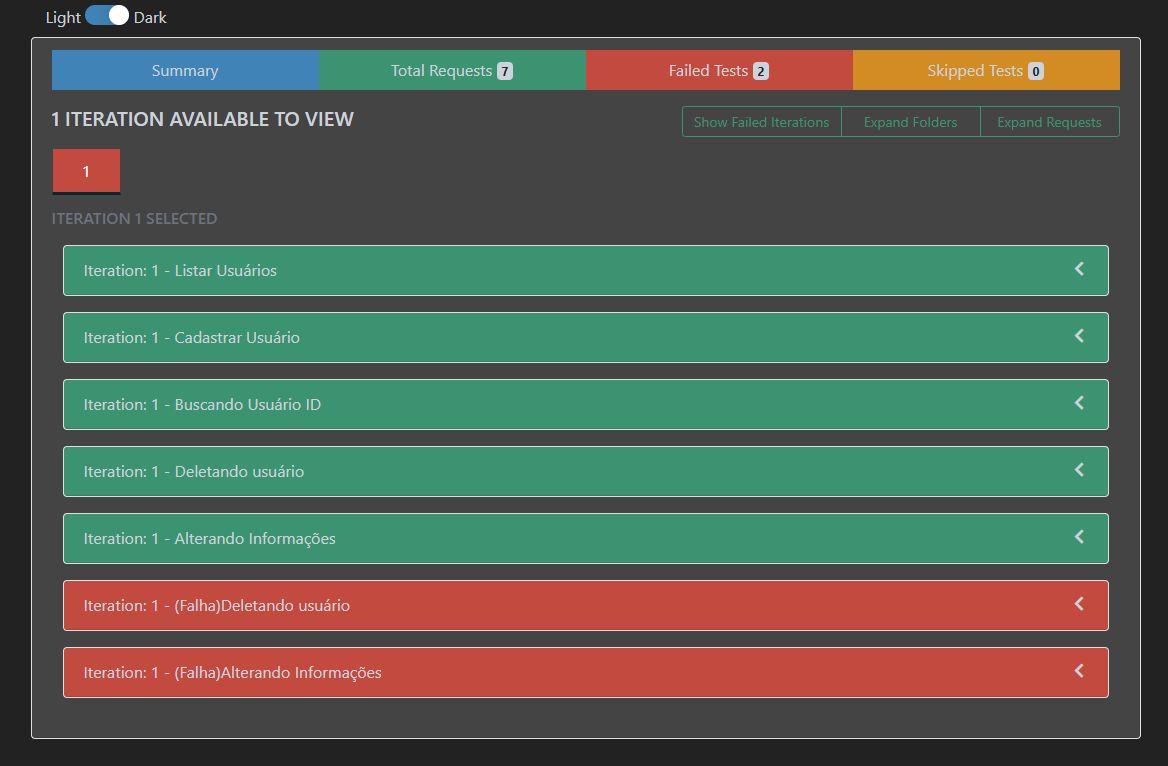 Light Dark
Summary Total Requests 7 Failed Tests 2 Skipped Tests 0
1 ITERATION AVAILABLE TO VIEW Show Failed Iterations Expand Folders Expand Requests
1
ITERATION 1 SELECTED
Iteration: 1 - Listar Usuários
Iteration: 1 - Cadastrar Usuário
Iteration: 1 - Buscando Usuário ID
Iteration: 1 - Deletando usuário
Iteration: 1 - Alterando Informações
Iteration: 1 - (Falha)Deletando usuário
Iteration: 1 - (Falha)Alterando Informações